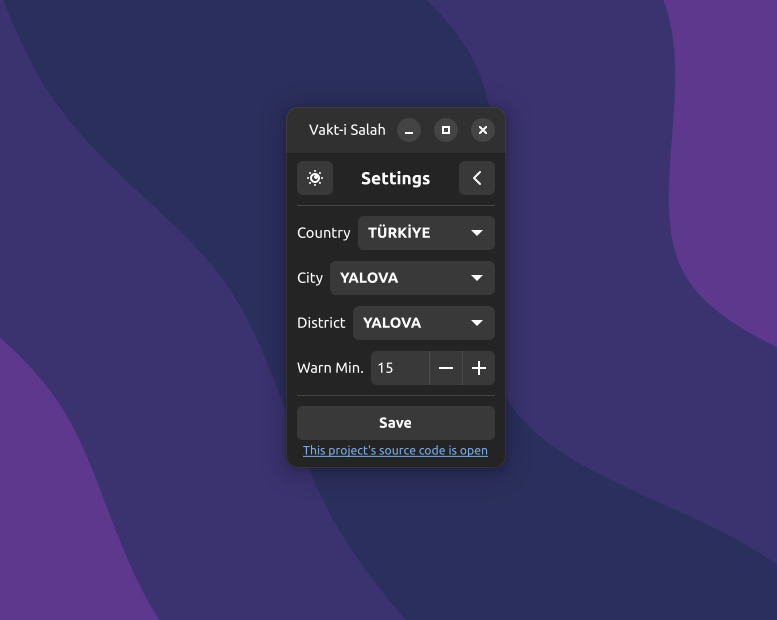 Vakt-i Salah
Settings
Country TÜRKİYE
City YALOVA
District YALOVA
Warn Min. 15
Save
This project's source code is open